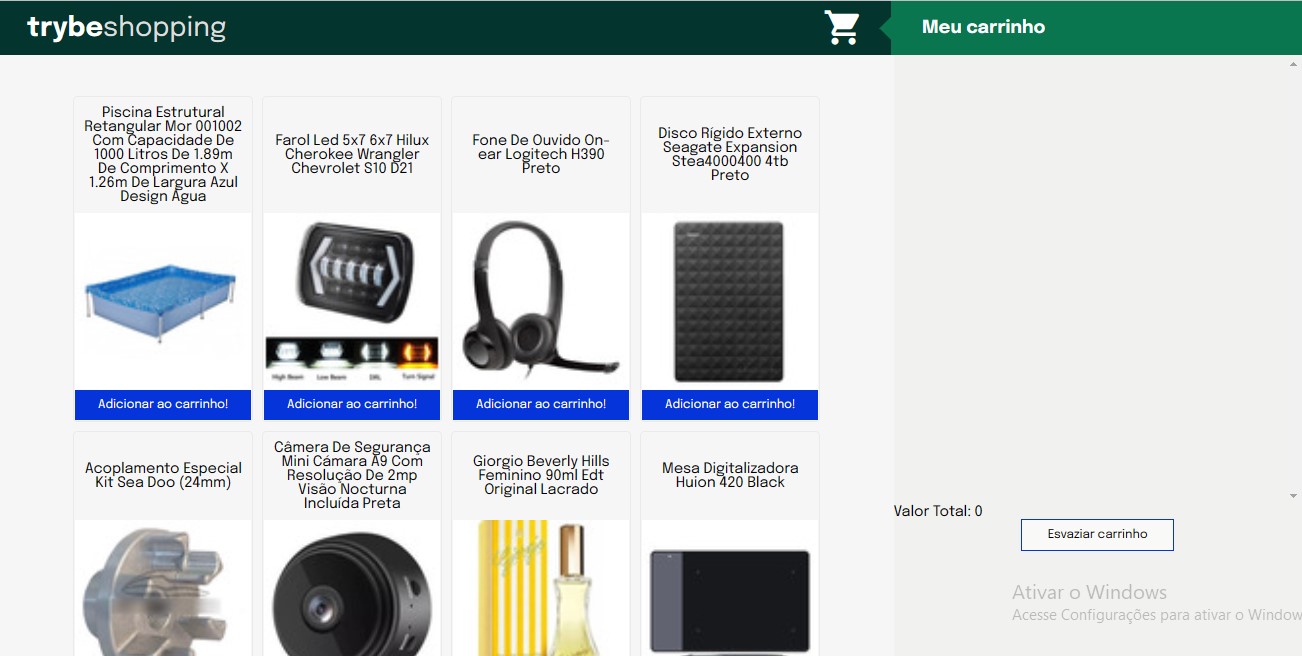 trybeshopping
Meu carrinho
Piscina Estrutural
Retangular Mor 001002
Com Capacidade De
1000 Litros De 1.89m
De Comprimento X
1.26m De Largura Azul
Design Água
Farol Led 5x7 6x7 Hilux
Cherokee Wrangler
Chevrolet S10 D21
Fone De Ouvido On-
ear Logitech H390
Preto
Disco Rígido Externo
Seagate Expansion
Stea4000400 4tb
Preto
High Beam Low Beam DRL Turn Signal
Adicionar ao carrinho!
Adicionar ao carrinho!
Adicionar ao carrinho!
Adicionar ao carrinho!
Acoplamento Especial
Kit Sea Doo (24mm)
Câmera De Segurança
Mini Cámara A9 Com
Resolução De 2mp
Visão Nocturna
Incluída Preta
Giorgio Beverly Hills
Feminino 90ml Edt
Original Lacrado
Mesa Digitalizadora
Huion 420 Black
Valor Total: 0
Esvaziar carrinho
Ativar o Windows
Acesse Configurações para ativar o Window